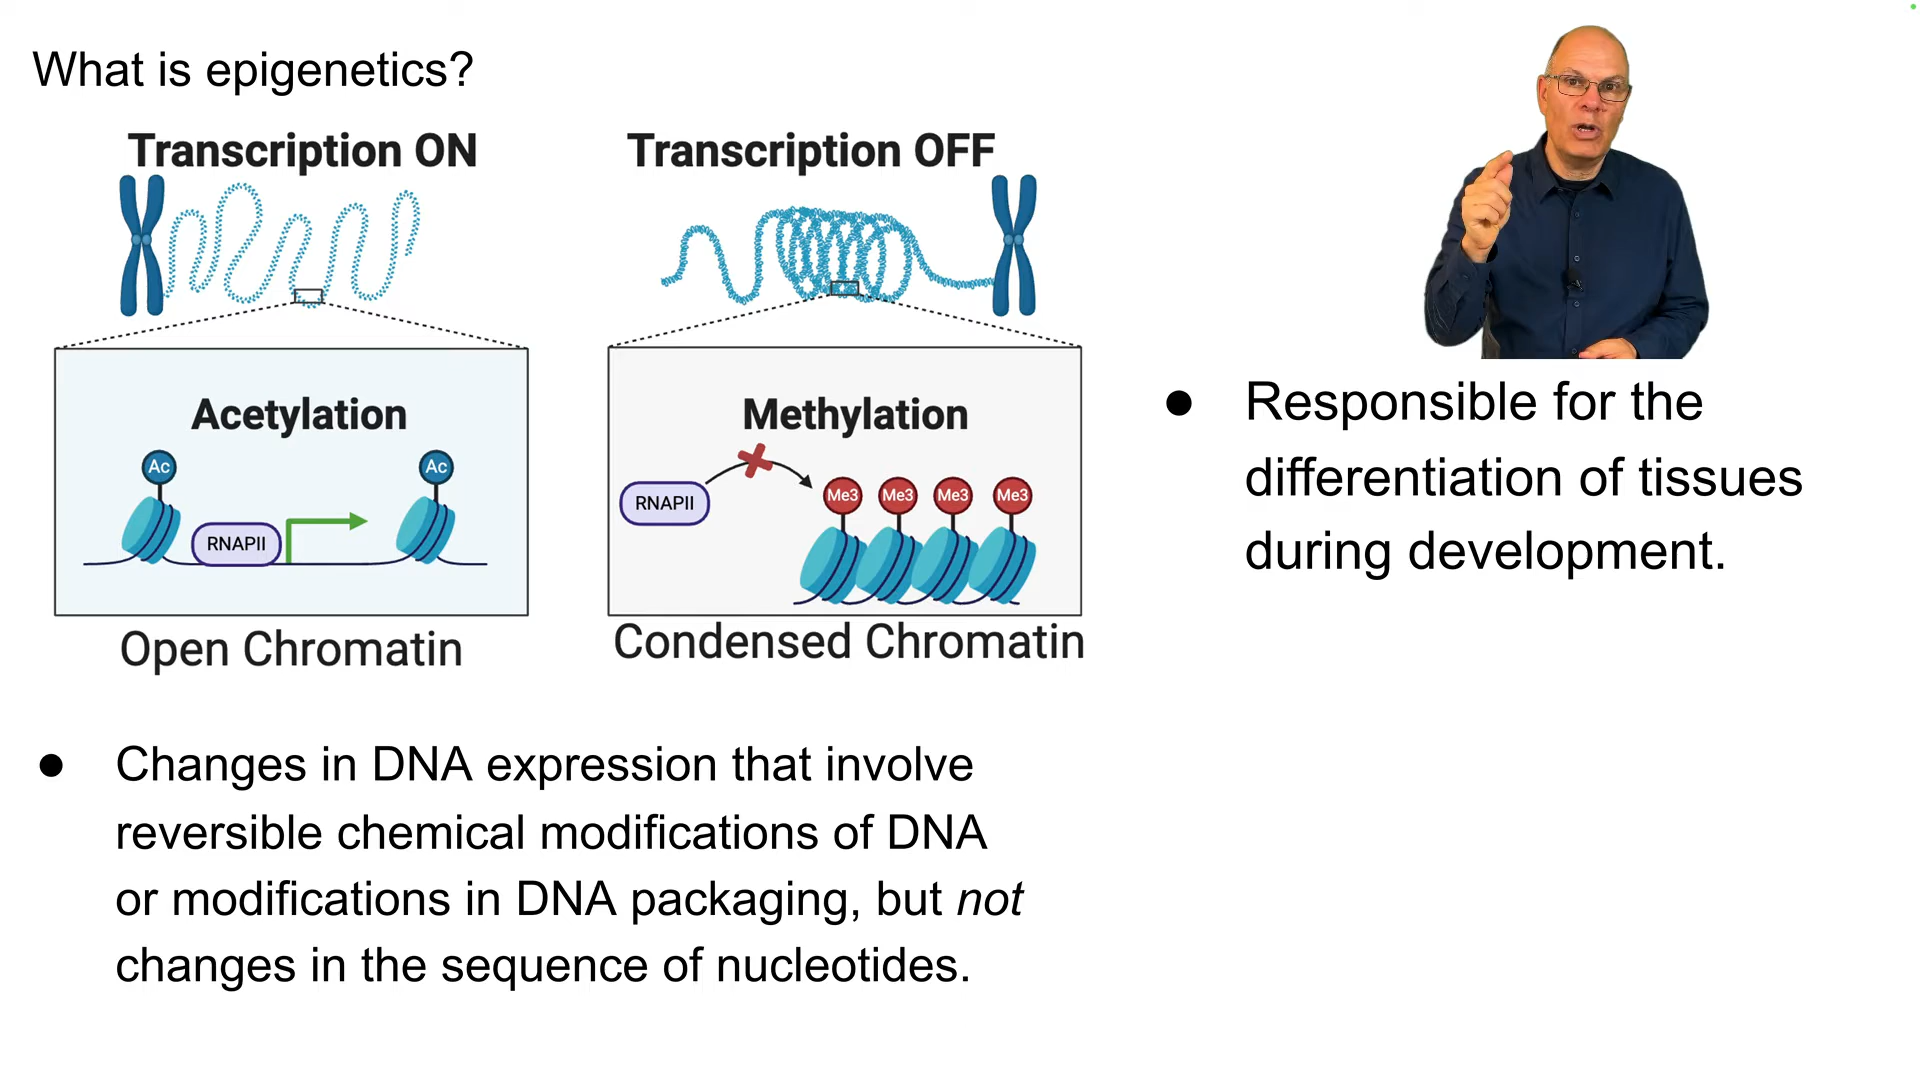 What is epigenetics?
Transcription ON
Acetylation
Ac
Ac
RNAPII
Open Chromatin
Transcription OFF
Methylation
RNAPII
Me3
Me3
Me3
Me3
Condensed Chromatin
● Changes in DNA expression that involve
reversible chemical modifications of DNA
or modifications in DNA packaging, but not
changes in the sequence of nucleotides.
● Responsible for the
differentiation of tissues
during development.